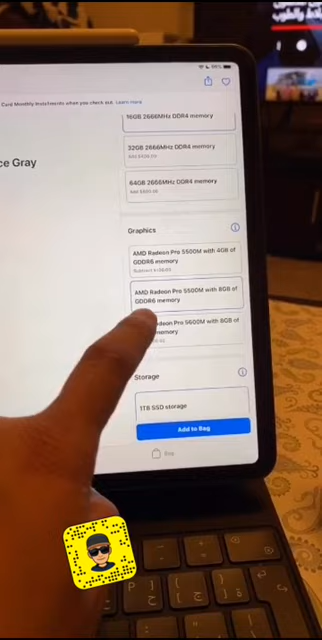 Card Monthly Installments when you check out. Learn more
16GB 2666MHz DDR4 memory
ce Gray
32GB 2666MHz DDR4 memory
64GB 2666MHz DDR4 memory
Graphics
AMD Radeon Pro 5500M with 4GB of
GDDR6 memory
AMD Radeon Pro 5500M with 8GB of
GDDR6 memory
Radeon Pro 5600M with 8GB of
memory
Storage
1TB SSD storage
Add to Bag
Bag